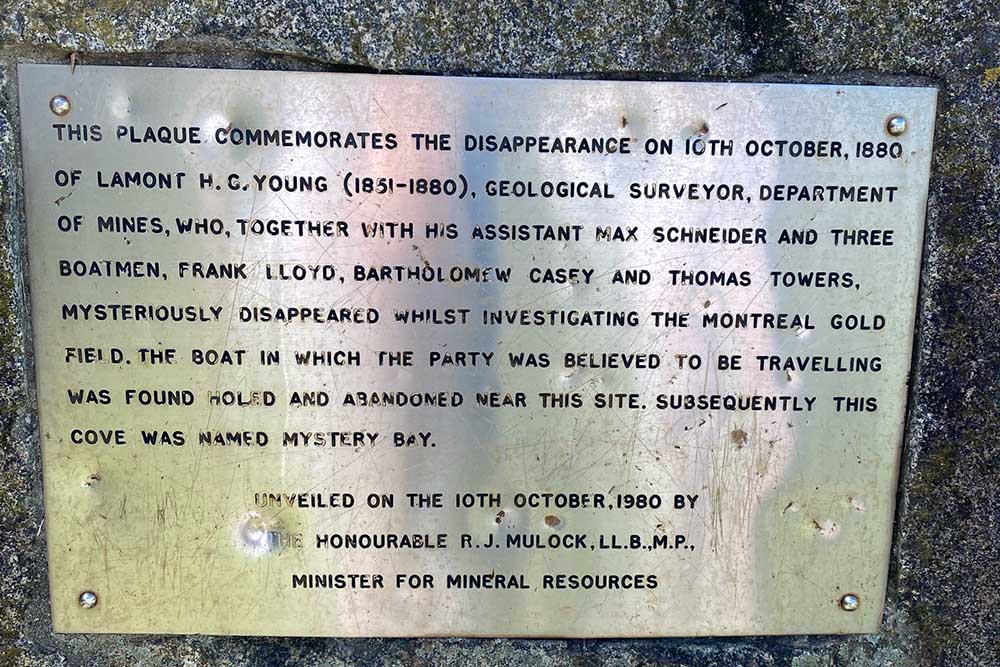 THIS PLAQUE COMMEMORATES THE DISAPPEARANCE ON 10TH OCTOBER, 1880
OF LAMONT H. G. YOUNG (1851-1880), GEOLOGICAL SURVEYOR, DEPARTMENT
OF MINES, WHO, TOGETHER WITH HIS ASSISTANT MAX SCHNEIDER AND THREE
BOATMEN, FRANK LLOYD, BARTHOLOMEW CASEY AND THOMAS TOWERS,
MYSTERIOUSLY DISAPPEARED WHILST INVESTIGATING THE MONTREAL GOLD
FIELD. THE BOAT IN WHICH THE PARTY WAS BELIEVED TO BE TRAVELLING
WAS FOUND HOLED AND ABANDONED NEAR THIS SITE. SUBSEQUENTLY THIS
COVE WAS NAMED MYSTERY BAY.
UNVEILED ON THE 10TH OCTOBER, 1980 BY
THE HONOURABLE R. J. MULOCK, LL.B., M.P.,
MINISTER FOR MINERAL RESOURCES